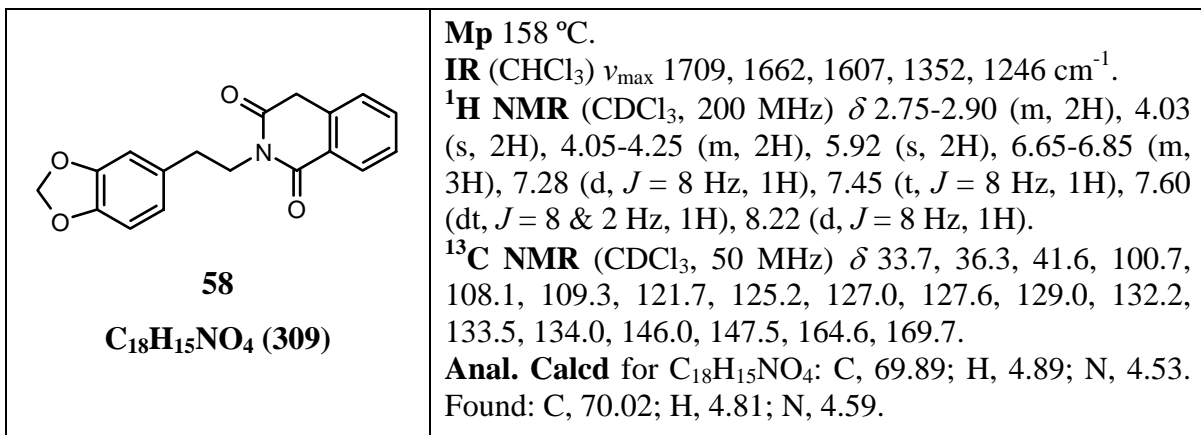 O
O
N
O
O
58
C₁₈H₁₅NO₄ (309)
Mp 158 ºC.
IR (CHCl₃) νmax 1709, 1662, 1607, 1352, 1246 cm⁻¹.
¹H NMR (CDCl₃, 200 MHz) δ 2.75-2.90 (m, 2H), 4.03
(s, 2H), 4.05-4.25 (m, 2H), 5.92 (s, 2H), 6.65-6.85 (m,
3H), 7.28 (d, J = 8 Hz, 1H), 7.45 (t, J = 8 Hz, 1H), 7.60
(dt, J = 8 & 2 Hz, 1H), 8.22 (d, J = 8 Hz, 1H).
¹³C NMR (CDCl₃, 50 MHz) δ 33.7, 36.3, 41.6, 100.7,
108.1, 109.3, 121.7, 125.2, 127.0, 127.6, 129.0, 132.2,
133.5, 134.0, 146.0, 147.5, 164.6, 169.7.
Anal. Calcd for C₁₈H₁₅NO₄: C, 69.89; H, 4.89; N, 4.53.
Found: C, 70.02; H, 4.81; N, 4.59.